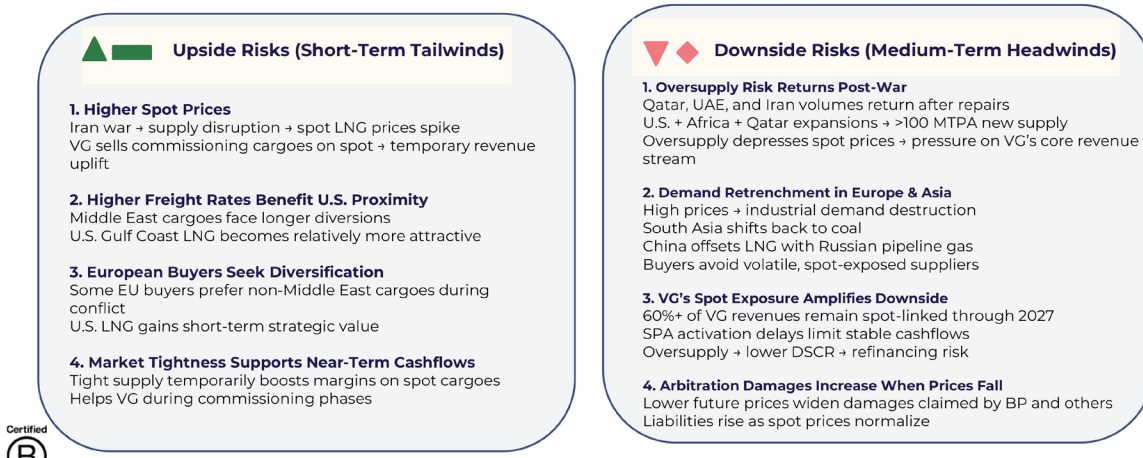 Upside Risks (Short-Term Tailwinds)
1. Higher Spot Prices
Iran war → supply disruption → spot LNG prices spike
VG sells commissioning cargoes on spot → temporary revenue
uplift
2. Higher Freight Rates Benefit U.S. Proximity
Middle East cargoes face longer diversions
U.S. Gulf Coast LNG becomes relatively more attractive
3. European Buyers Seek Diversification
Some EU buyers prefer non-Middle East cargoes during
conflict
U.S. LNG gains short-term strategic value
4. Market Tightness Supports Near-Term Cashflows
Tight supply temporarily boosts margins on spot cargoes
Helps VG during commissioning phases
Downside Risks (Medium-Term Headwinds)
1. Oversupply Risk Returns Post-War
Qatar, UAE, and Iran volumes return after repairs
U.S. + Africa + Qatar expansions → >100 MTPA new supply
Oversupply depresses spot prices → pressure on VG's core revenue
stream
2. Demand Retrenchment in Europe & Asia
High prices → industrial demand destruction
South Asia shifts back to coal
China offsets LNG with Russian pipeline gas
Buyers avoid volatile, spot-exposed suppliers
3. VG's Spot Exposure Amplifies Downside
60%+ of VG revenues remain spot-linked through 2027
SPA activation delays limit stable cashflows
Oversupply → lower DSCR → refinancing risk
4. Arbitration Damages Increase When Prices Fall
Lower future prices widen damages claimed by BP and others
Liabilities rise as spot prices normalize
Certified
B